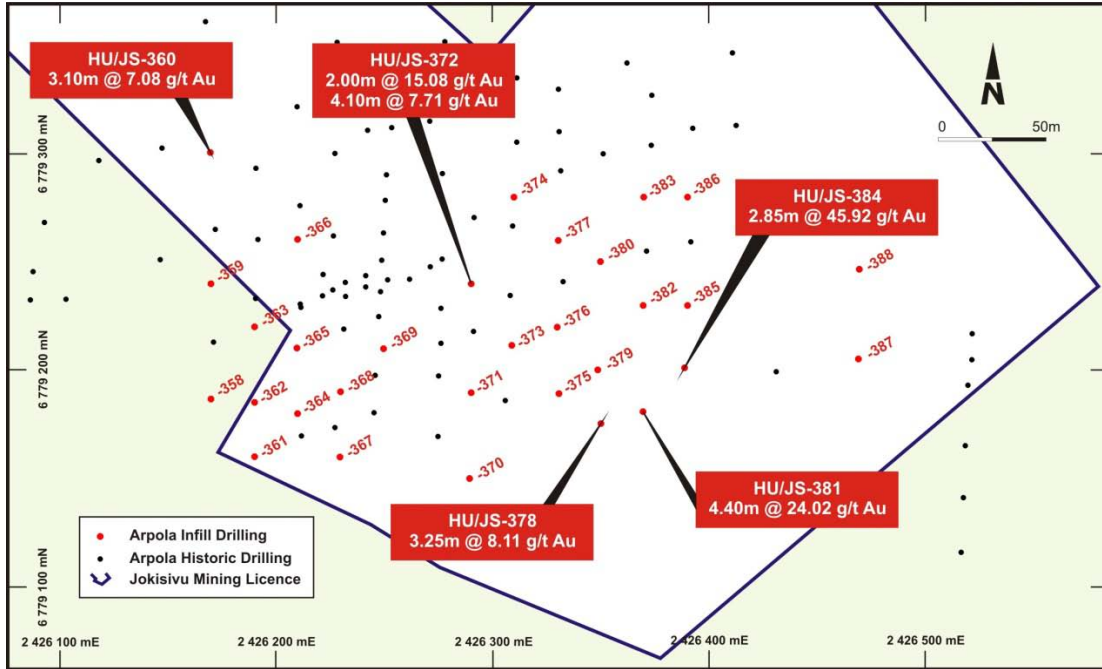 HU/JS-360
3.10m @ 7.08 g/t Au
HU/JS-372
2.00m @ 15.08 g/t Au
4.10m @ 7.71 g/t Au
N
0 50m
6 779 300 mN
-374
-383
-386
HU/JS-384
2.85m @ 45.92 g/t Au
-366
-377
-380
-388
-359
-382
-385
-363
-365
-369
-373
-376
-387
6 779 200 mN
-358
-362
-364
-368
-371
-375
-379
-361
-367
-370
HU/JS-381
4.40m @ 24.02 g/t Au
HU/JS-378
3.25m @ 8.11 g/t Au
Arpola Infill Drilling
Arpola Historic Drilling
Jokisivu Mining Licence
6 779 100 mN
2 426 100 mE
2 426 200 mE
2 426 300 mE
2 426 400 mE
2 426 500 mE